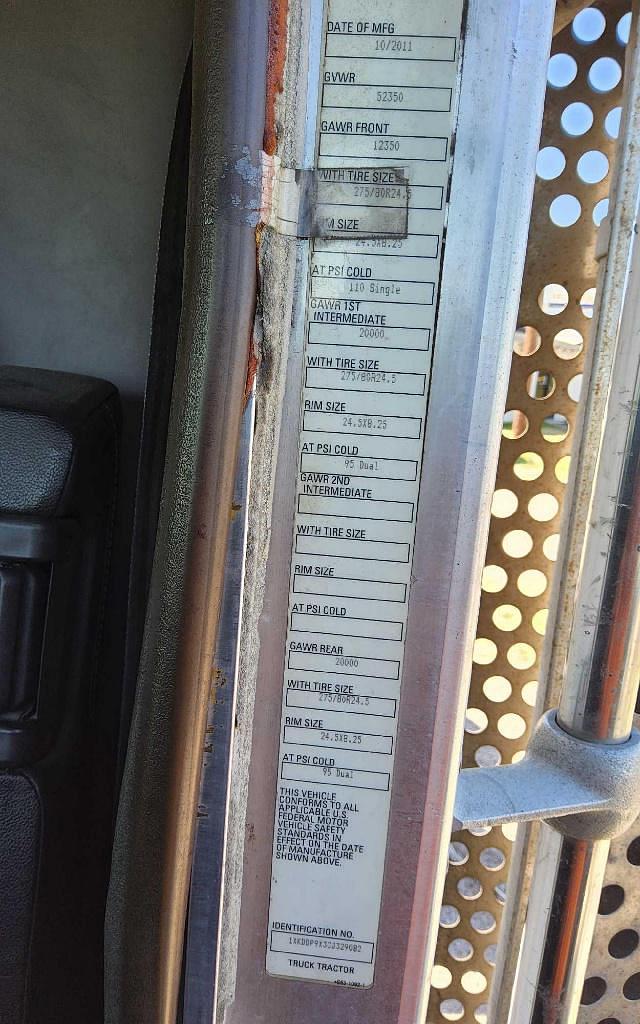 DATE OF MFG
10/2011
GVWR
52350
GAWR FRONT
12350
WITH TIRE SIZE
275/80R24.5
M SIZE
24.5X8.25
AT PSI COLD
110 Single
GAWR 1ST
INTERMEDIATE
20000
WITH TIRE SIZE
275/80R24.5
RIM SIZE
24.5X8.25
AT PSI COLD
95 Dual
GAWR 2ND
INTERMEDIATE
WITH TIRE SIZE
RIM SIZE
AT PSI COLD
GAWR REAR
20000
WITH TIRE SIZE
275/80R24.5
RIM SIZE
24.5X8.25
AT PSI COLD
95 Dual
THIS VEHICLE
CONFORMS TO ALL
APPLICABLE U.S.
FEDERAL MOTOR
VEHICLE SAFETY
STANDARDS IN
EFFECT ON THE DATE
OF MANUFACTURE
SHOWN ABOVE.
IDENTIFICATION NO.
TRUCK TRACTOR